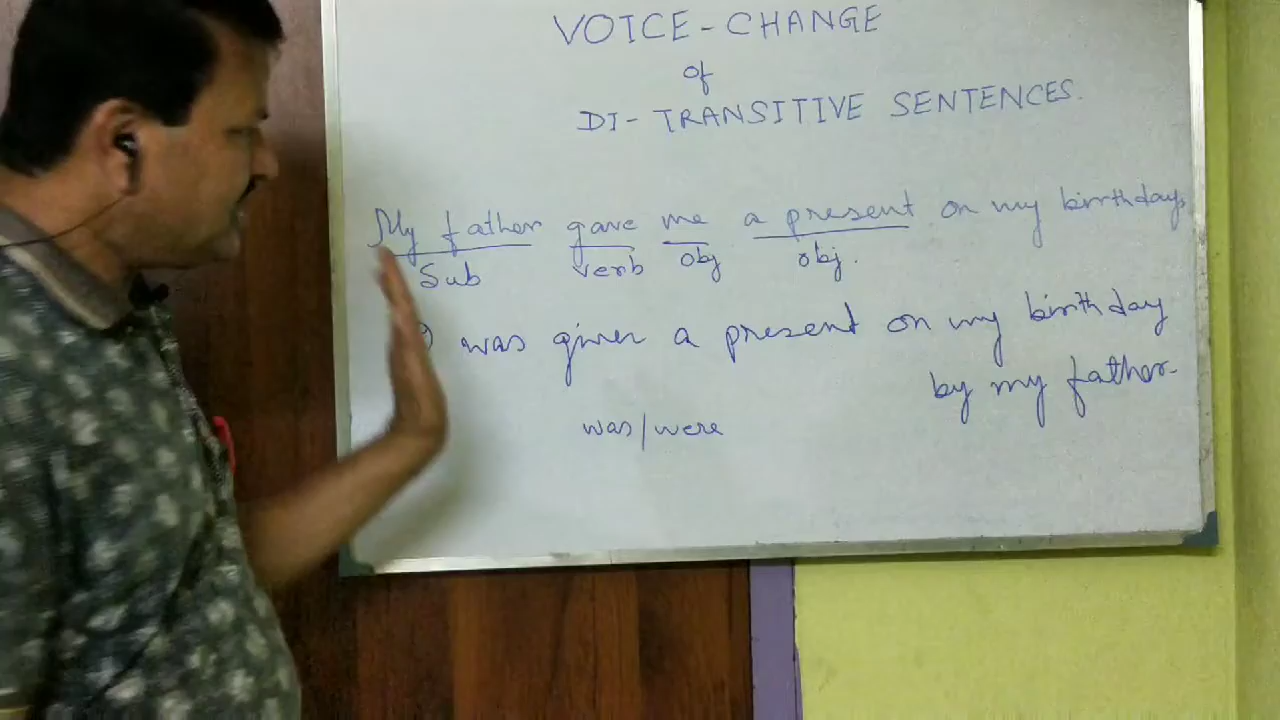 VOICE - CHANGE
of
DI - TRANSITIVE SENTENCES.
My father gave me a present on my birthday.
Sub verb obj obj.
was given a present on my birthday
by my father.
was/were